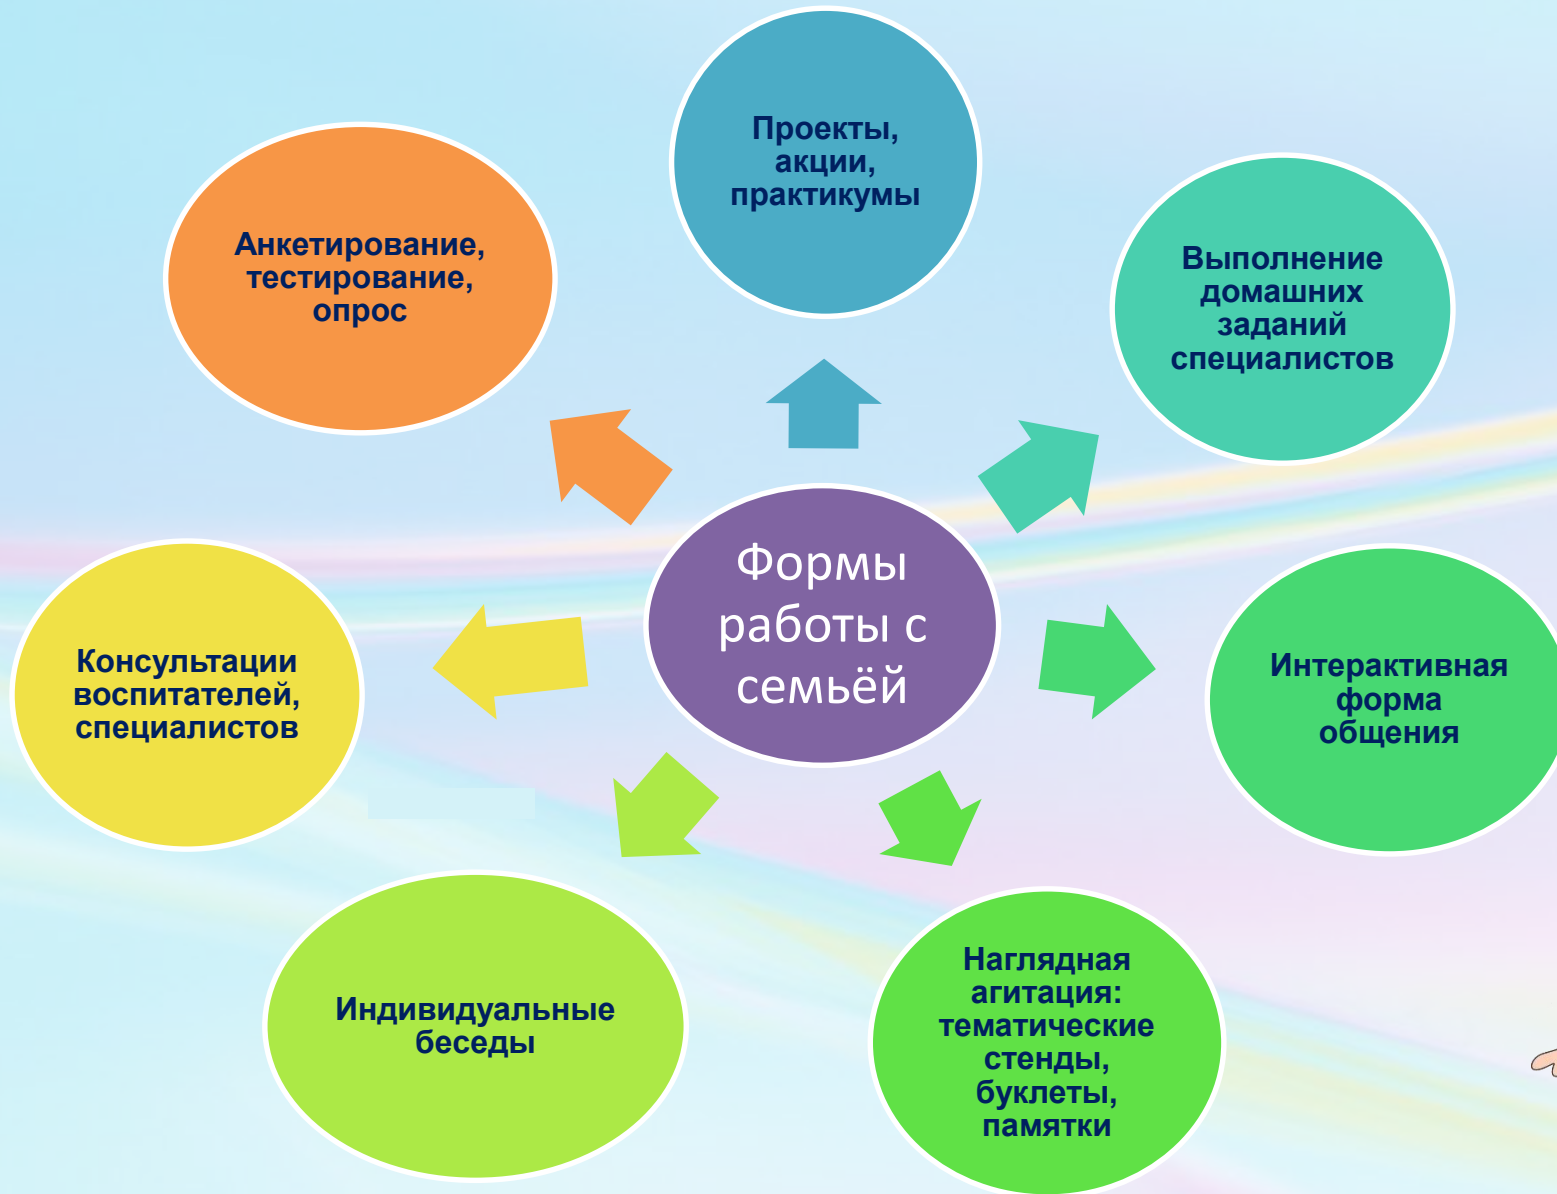 Проекты,
акции,
практикумы
Анкетирование,
тестирование,
опрос
Выполнение
домашних
заданий
специалистов
Формы
работы с
семьёй
Консультации
воспитателей,
специалистов
Интерактивная
форма
общения
Индивидуальные
беседы
Наглядная
агитация:
тематические
стенды,
буклеты,
памятки